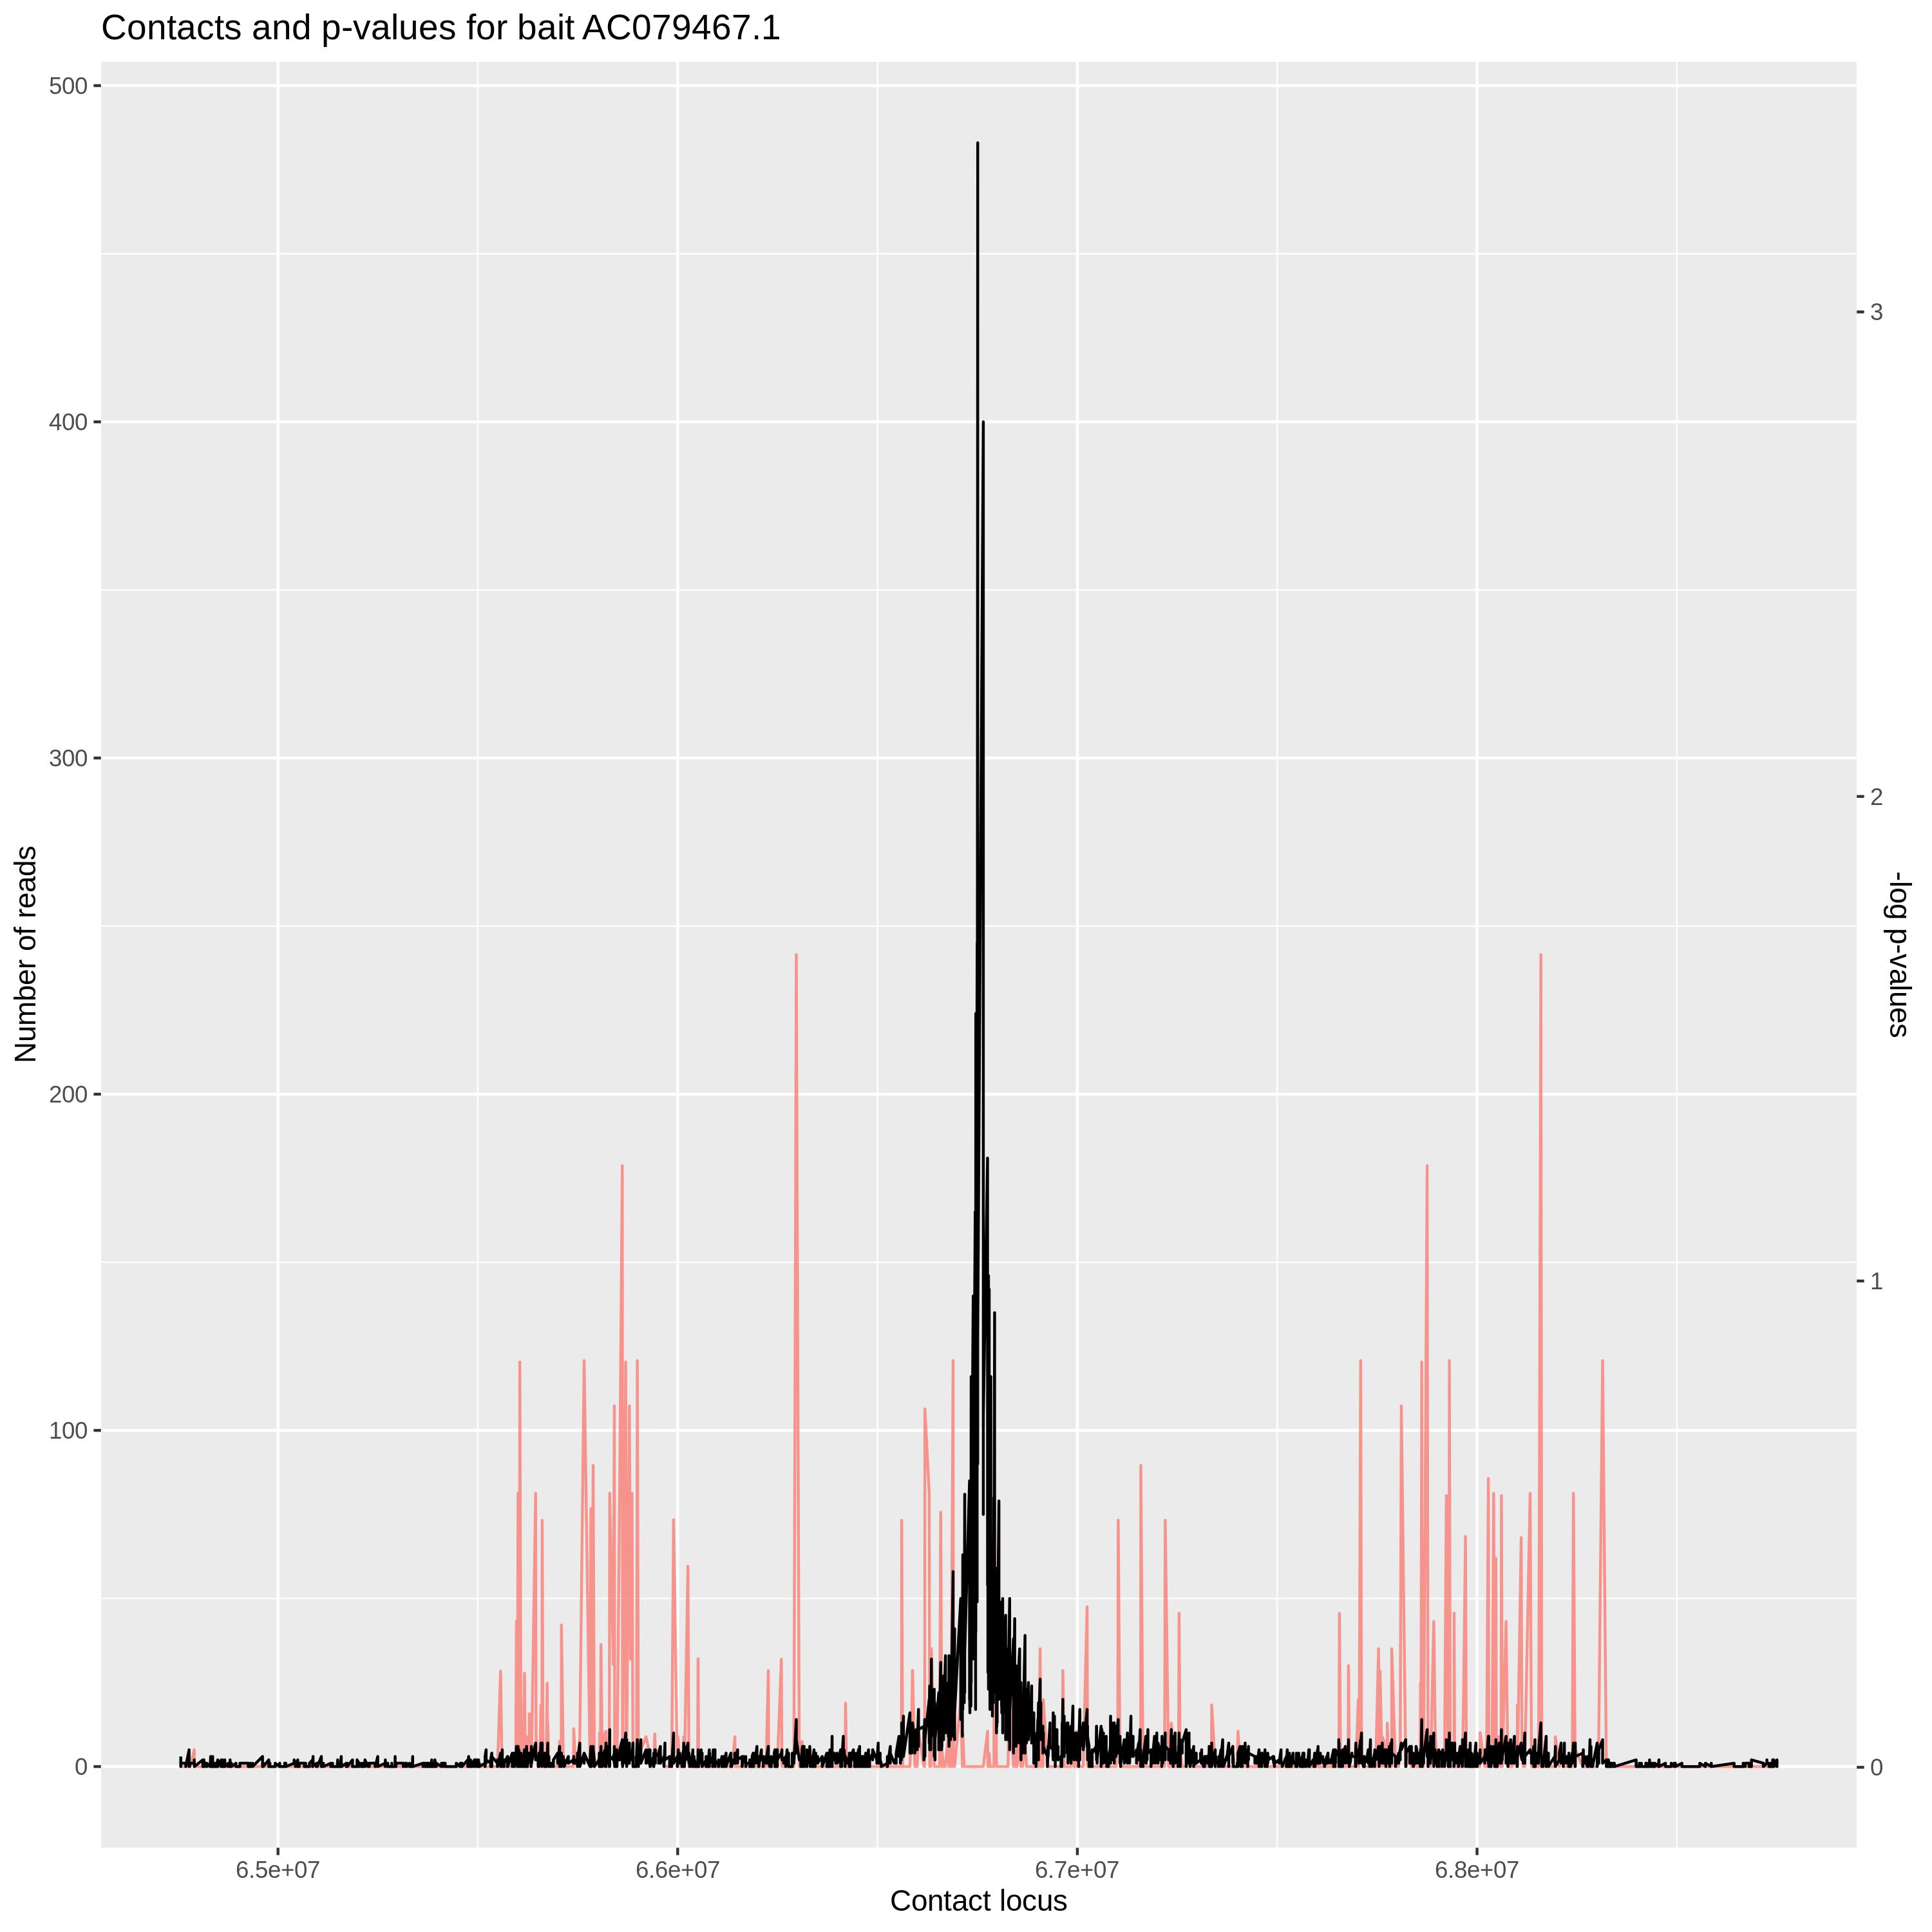 Contacts and p-values for bait AC079467.1
500
400
300
200
100
0
Number of reads
3
2
1
0
-log p-values
6.5e+07 6.6e+07 6.7e+07 6.8e+07
Contact locus